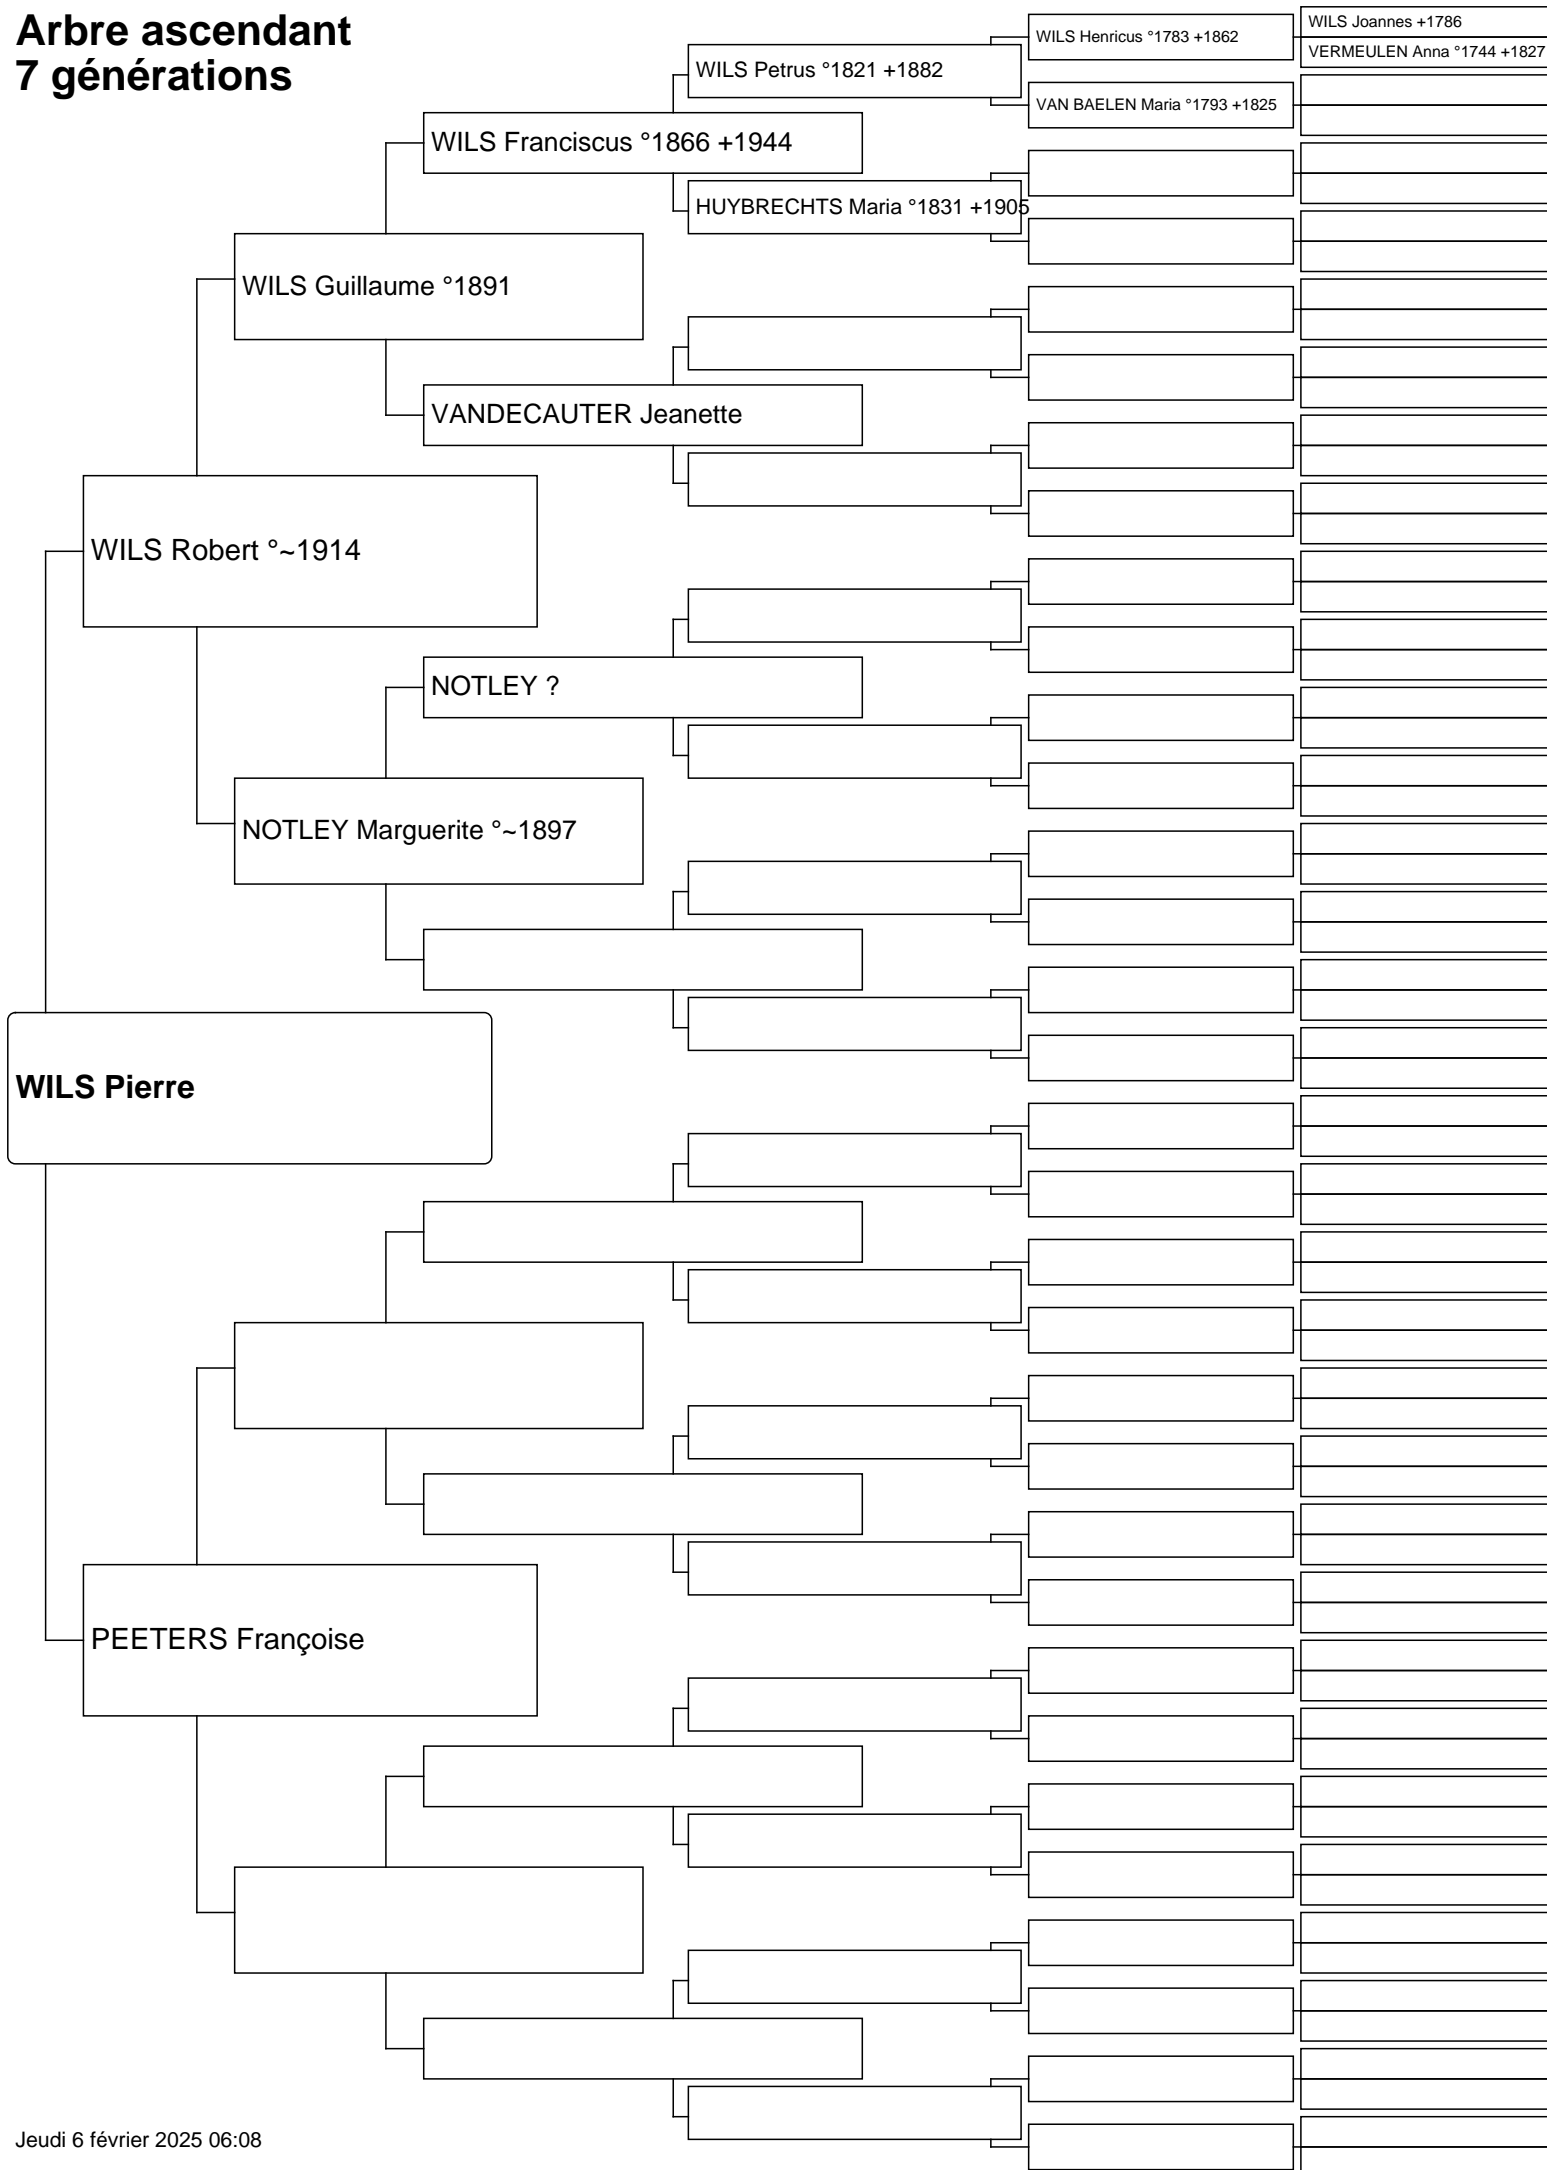 Arbre ascendant
7 générations
WILS Joannes +1786
WILS Henricus °1783 +1862
VERMEULEN Anna °1744 +1827
WILS Petrus °1821 +1882
VAN BAELEN Maria °1793 +1825
WILS Franciscus °1866 +1944
HUYBRECHTS Maria °1831 +1905
WILS Guillaume °1891
VANDECAUTER Jeanette
WILS Robert °~1914
NOTLEY ?
NOTLEY Marguerite °~1897
WILS Pierre
PEETERS Françoise
Jeudi 6 février 2025 06:08